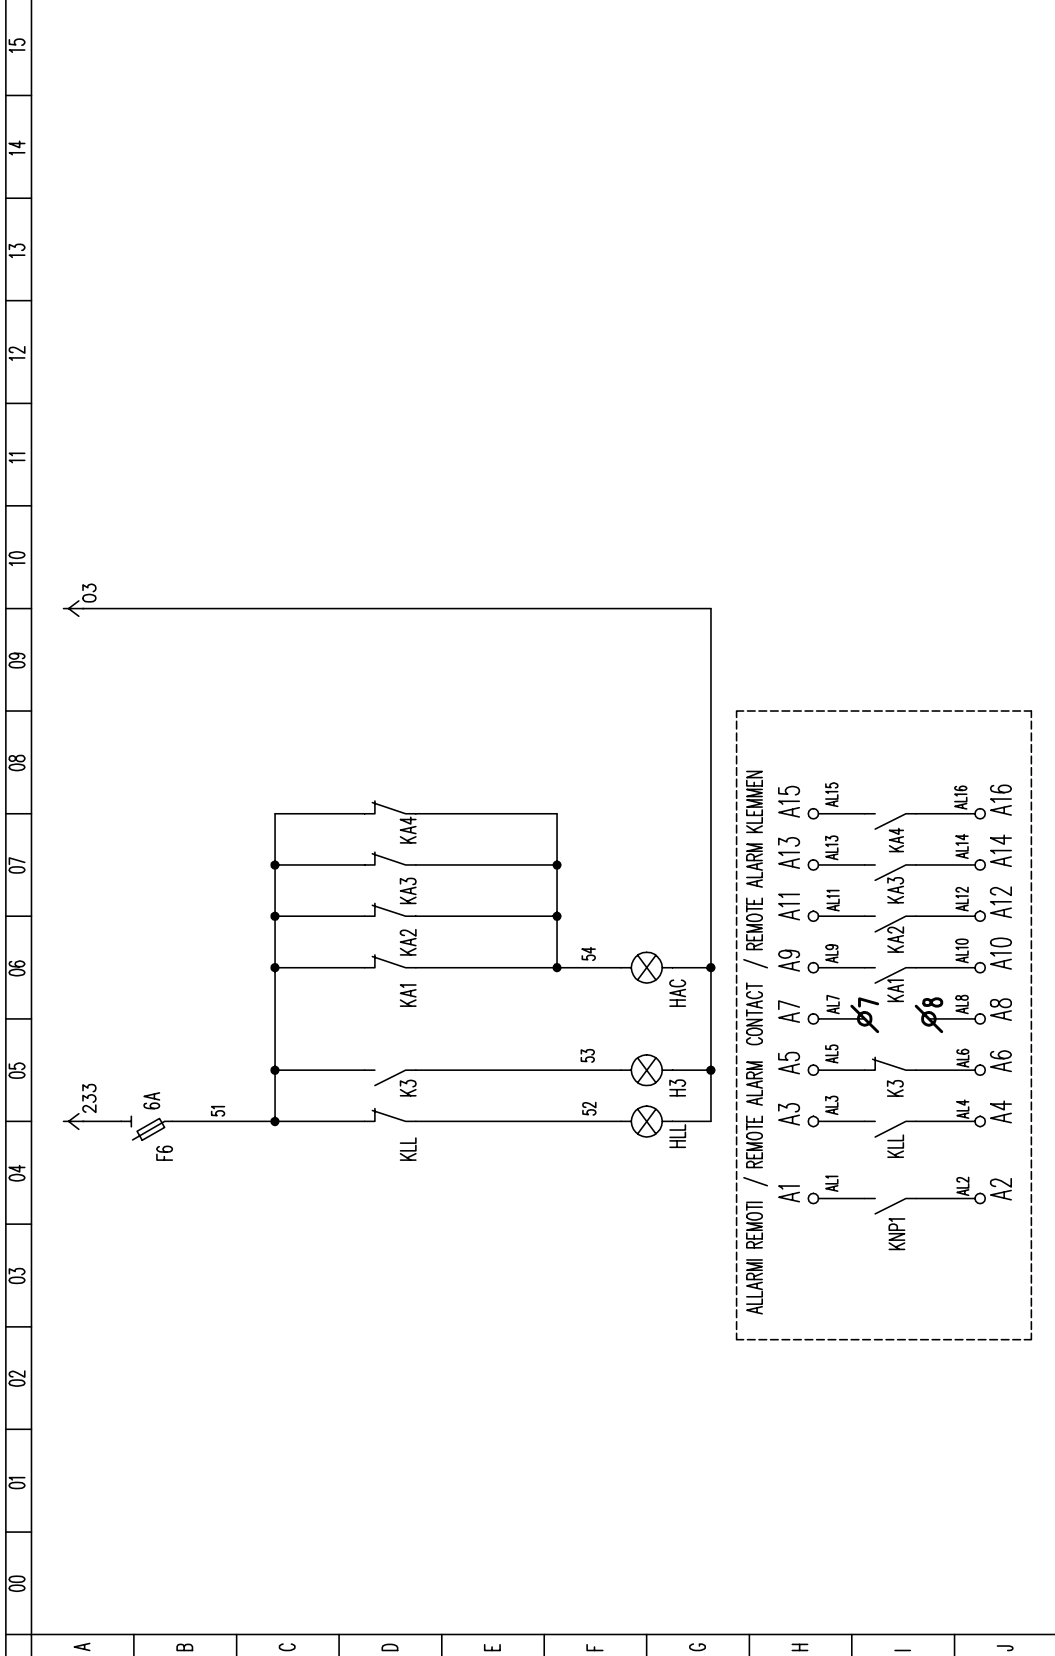 00 01 02 03 04 05 06 07 08 09 10 11 12 13 14 15
A
233 03
B
F6 6A
51
C
D
KLL K3 KA1 KA2 KA3 KA4
E
F
52 53 54
G
HLL H3 HAC
ALLARMI REMOTI / REMOTE ALARM CONTACT / REMOTE ALARM KLEMMEN
H
A1 A3 A5 A7 A9 A11 A13 A15
AL1 AL3 AL5 AL7 AL9 AL11 AL13 AL15
I
ø7
KNP1 KLL K3 KA1 KA2 KA3 KA4
ø8
AL2 AL4 AL6 AL8 AL10 AL12 AL14 AL16
J
A2 A4 A6 A8 A10 A12 A14 A16